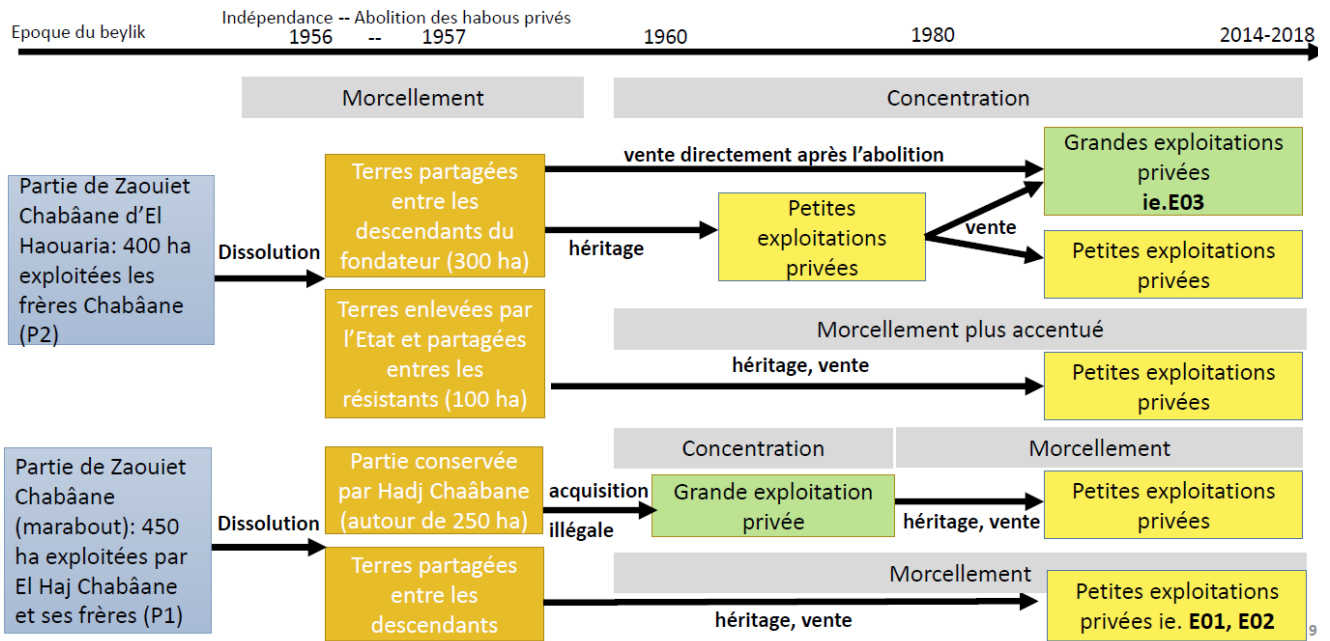 Indépendance -- Abolition des habous privés
Epoque du beylik
1956 -- 1957
1960
1980
2014-2018
Morcellement
Concentration
Partie de Zaouiet
Chabâane d'El
Haouaria: 400 ha
exploitées les
frères Chabâane
(P2)
Dissolution
Terres partagées
entre les
descendants du
fondateur (300 ha)
vente directement après l'abolition
héritage
Petites
exploitations
privées
vente
Grandes exploitations
privées
ie.E03
Petites exploitations
privées
Terres enlevées par
l'Etat et partagées
entres les
résistants (100 ha)
Morcellement plus accentué
héritage, vente
Petites exploitations
privées
Partie de Zaouiet
Chabâane
(marabout): 450
ha exploitées par
El Haj Chabâane
et ses frères (P1)
Dissolution
Partie conservée
par Hadj Chaâbane
(autour de 250 ha)
acquisition
illégale
Concentration
Grande exploitation
privée
Morcellement
héritage, vente
Petites exploitations
privées
Terres partagées
entre les
descendants
Morcellement
héritage, vente
Petites exploitations
privées ie. E01, E02
9